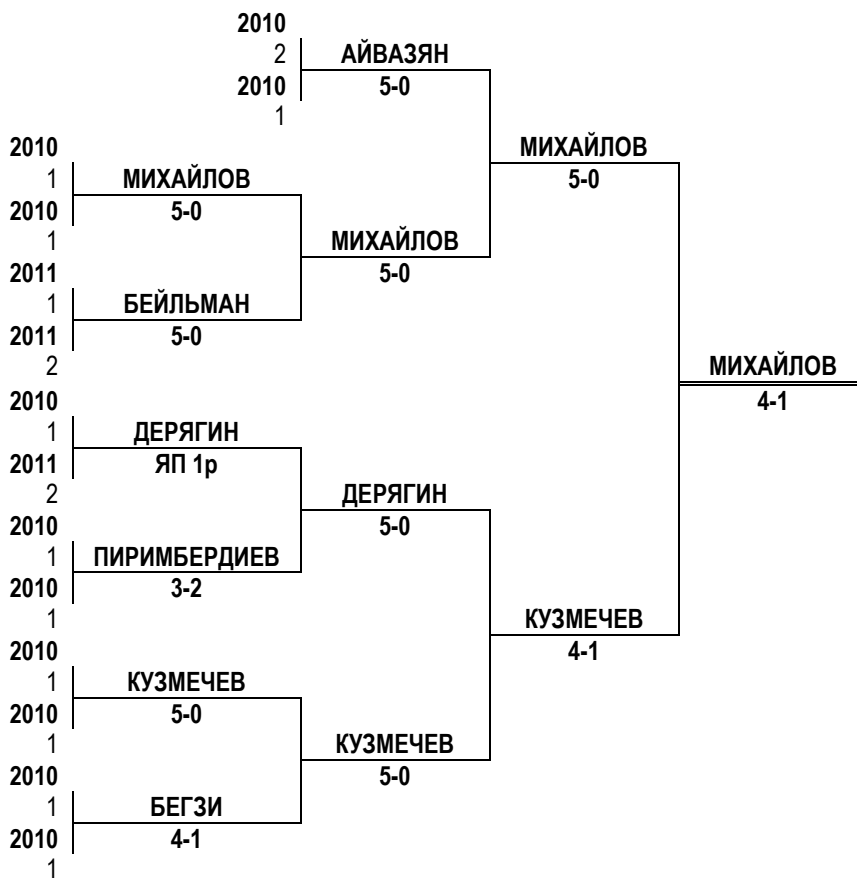 2010
2
АЙВАЗЯН
2010
5-0
1
2010
МИХАЙЛОВ
1
МИХАЙЛОВ
5-0
2010
5-0
1
МИХАЙЛОВ
2011
5-0
1
БЕЙЛЬМАН
2011
5-0
2
МИХАЙЛОВ
2010
4-1
1
ДЕРЯГИН
2011
ЯП 1р
2
ДЕРЯГИН
2010
5-0
1
ПИРИМБЕРДИЕВ
2010
3-2
1
КУЗМЕЧЕВ
2010
4-1
1
КУЗМЕЧЕВ
2010
5-0
1
КУЗМЕЧЕВ
2010
5-0
1
БЕГЗИ
2010
4-1
1